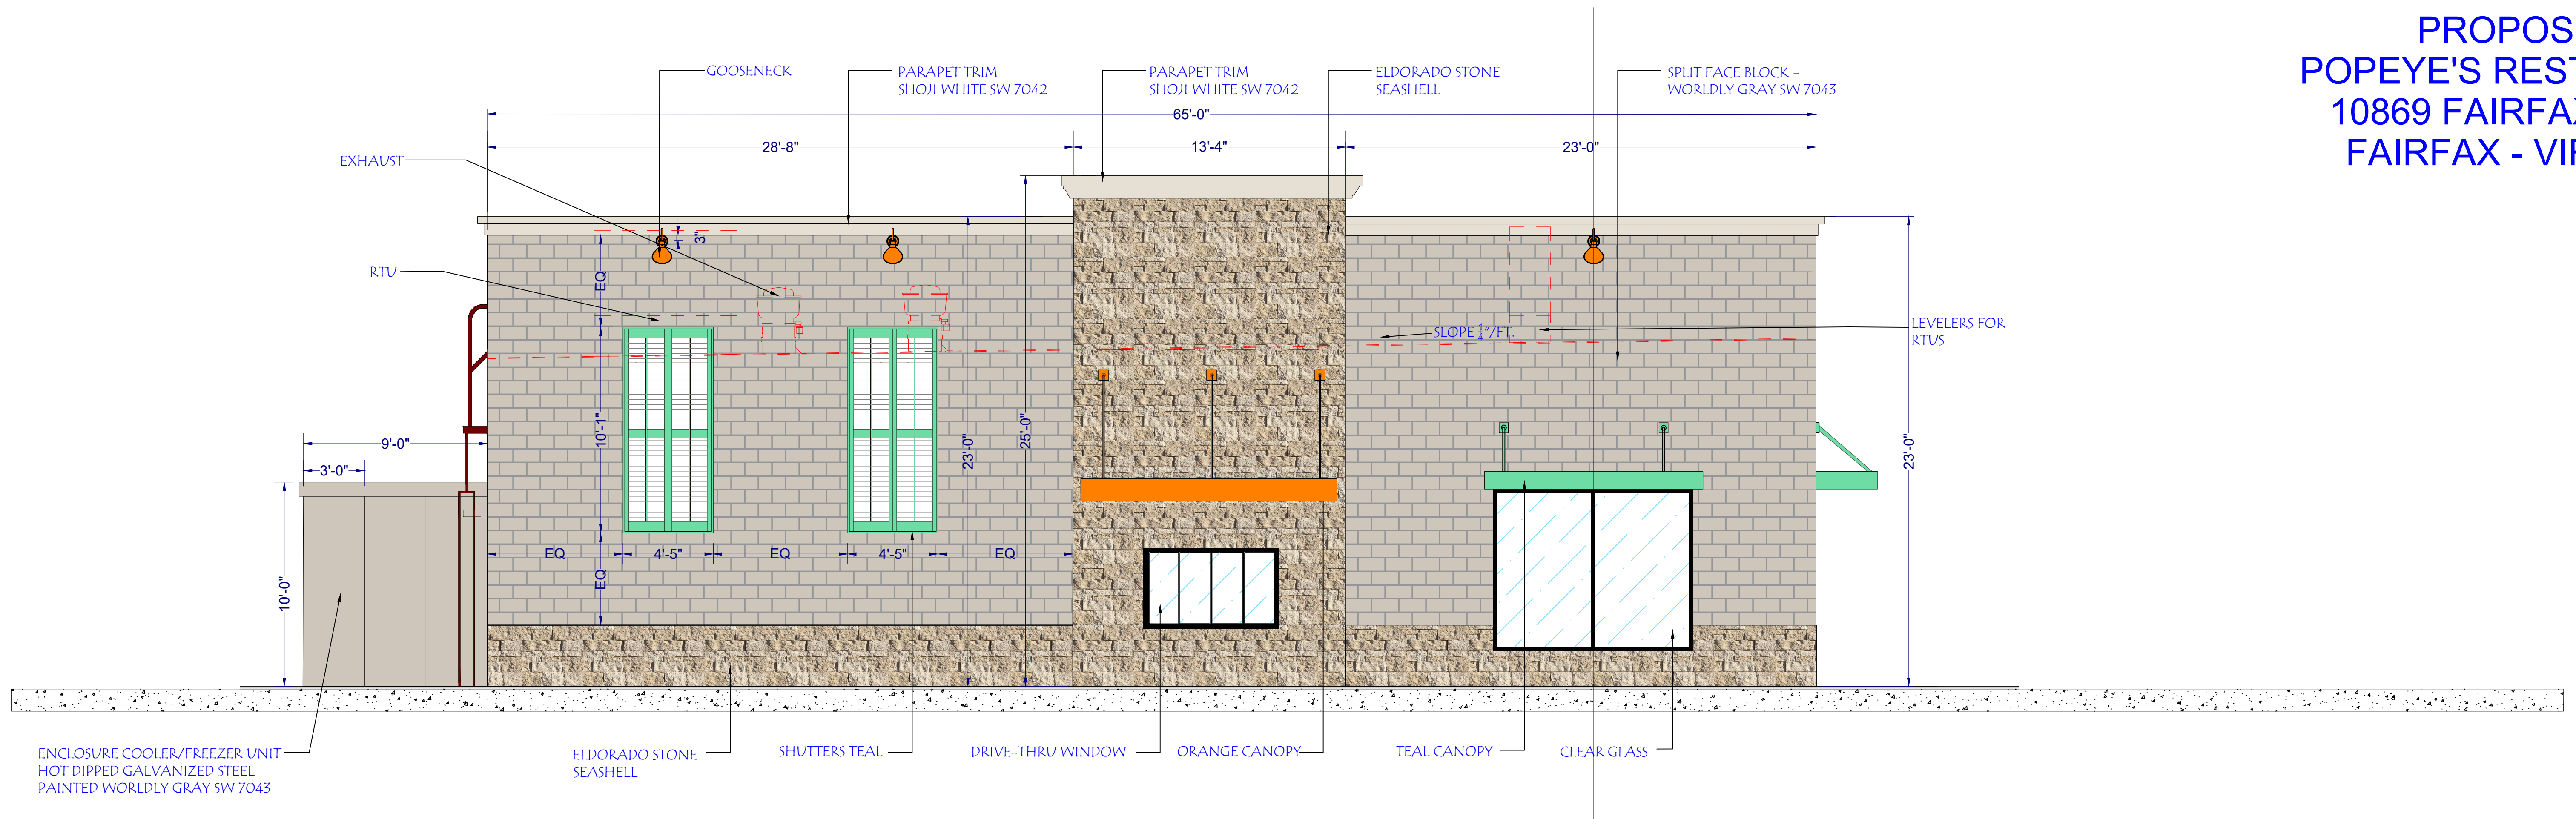 PROPOS
POPEYE'S REST
10869 FAIRFAX
FAIRFAX - VIR
GOOSENECK
PARAPET TRIM
SHOJI WHITE SW 7042
PARAPET TRIM
SHOJI WHITE SW 7042
ELDORADO STONE
SEASHELL
SPLIT FACE BLOCK -
WORLDLY GRAY SW 7043
65'-0"
28'-8"
13'-4"
23'-0"
EXHAUST
3"
RTU
EQ
SLOPE 1/4"/FT.
LEVELERS FOR
RTUS
10'-1"
23'-0"
25'-0"
23'-0"
9'-0"
3'-0"
EQ
4'-5"
EQ
4'-5"
EQ
EQ
10'-0"
ENCLOSURE COOLER/FREEZER UNIT
HOT DIPPED GALVANIZED STEEL
PAINTED WORLDLY GRAY SW 7043
ELDORADO STONE
SEASHELL
SHUTTERS TEAL
DRIVE-THRU WINDOW
ORANGE CANOPY
TEAL CANOPY
CLEAR GLASS